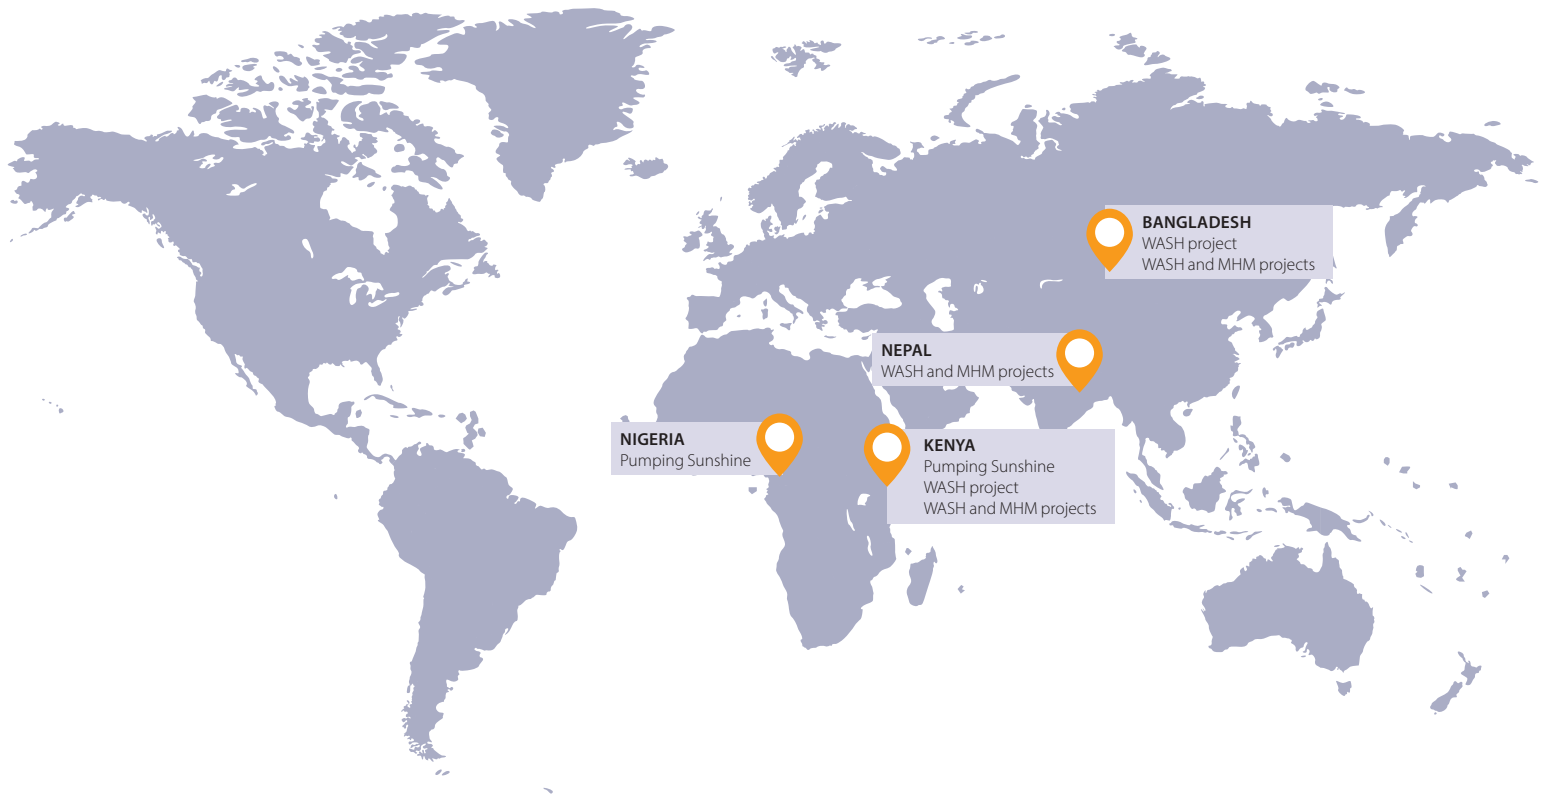 BANGLADESH
WASH project
WASH and MHM projects
NEPAL
WASH and MHM projects
NIGERIA
Pumping Sunshine
KENYA
Pumping Sunshine
WASH project
WASH and MHM projects